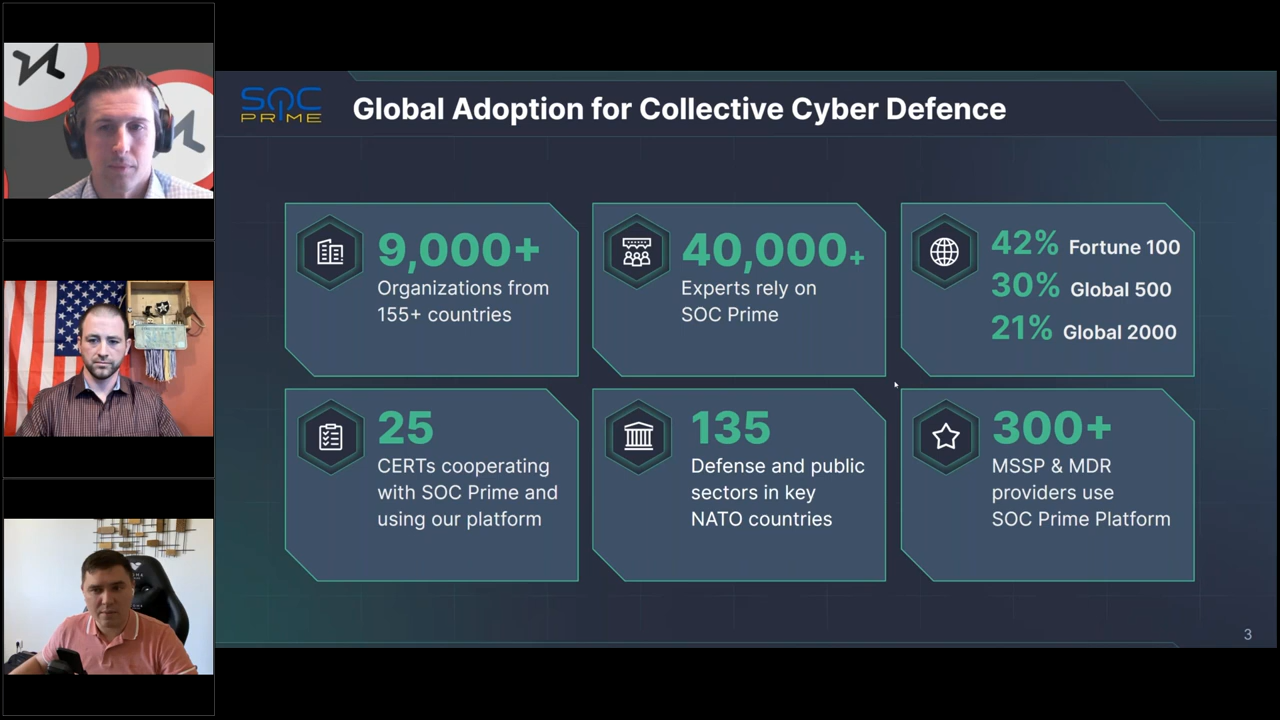 SOC
PRIME
Global Adoption for Collective Cyber Defence
9,000+
Organizations from
155+ countries
40,000+
Experts rely on
SOC Prime
42% Fortune 100
30% Global 500
21% Global 2000
25
CERTs cooperating
with SOC Prime and
using our platform
135
Defense and public
sectors in key
NATO countries
300+
MSSP & MDR
providers use
SOC Prime Platform
3